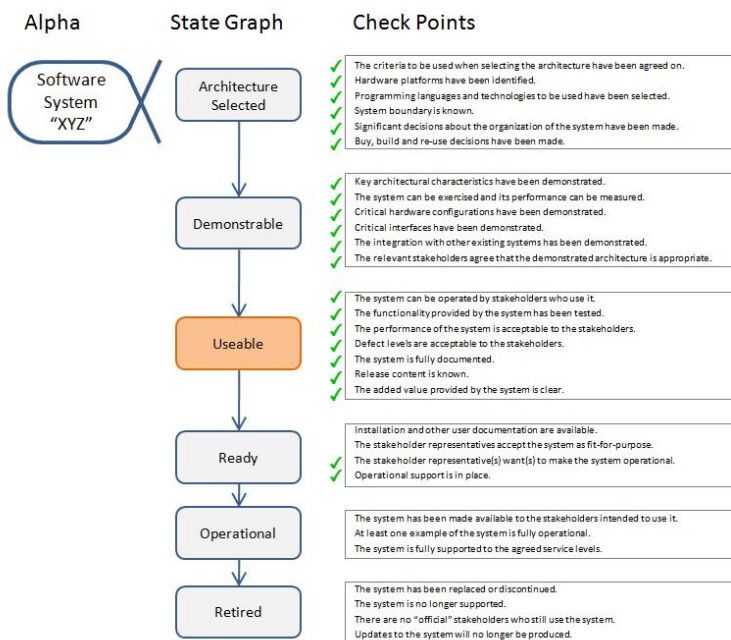 Alpha
State Graph
Check Points
Software
System
“XYZ”
Architecture
Selected
The criteria to be used when selecting the architecture have been agreed on.
Hardware platforms have been identified.
Programming languages and technologies to be used have been selected.
System boundary is known.
Significant decisions about the organization of the system have been made.
Buy, build and re-use decisions have been made.
Demonstrable
Key architectural characteristics have been demonstrated.
The system can be exercised and its performance can be measured.
Critical hardware configurations have been demonstrated.
Critical interfaces have been demonstrated.
The integration with other existing systems has been demonstrated.
The relevant stakeholders agree that the demonstrated architecture is appropriate.
Useable
The system can be operated by stakeholders who use it.
The functionality provided by the system has been tested.
The performance of the system is acceptable to the stakeholders.
Defect levels are acceptable to the stakeholders.
The system is fully documented.
Release content is known.
The added value provided by the system is clear.
Ready
Installation and other user documentation are available.
The stakeholder representatives accept the system as fit-for-purpose.
The stakeholder representative(s) want(s) to make the system operational.
Operational support is in place.
Operational
The system has been made available to the stakeholders intended to use it.
At least one example of the system is fully operational.
The system is fully supported to the agreed service levels.
Retired
The system has been replaced or discontinued.
The system is no longer supported.
There are no “official” stakeholders who still use the system.
Updates to the system will no longer be produced.